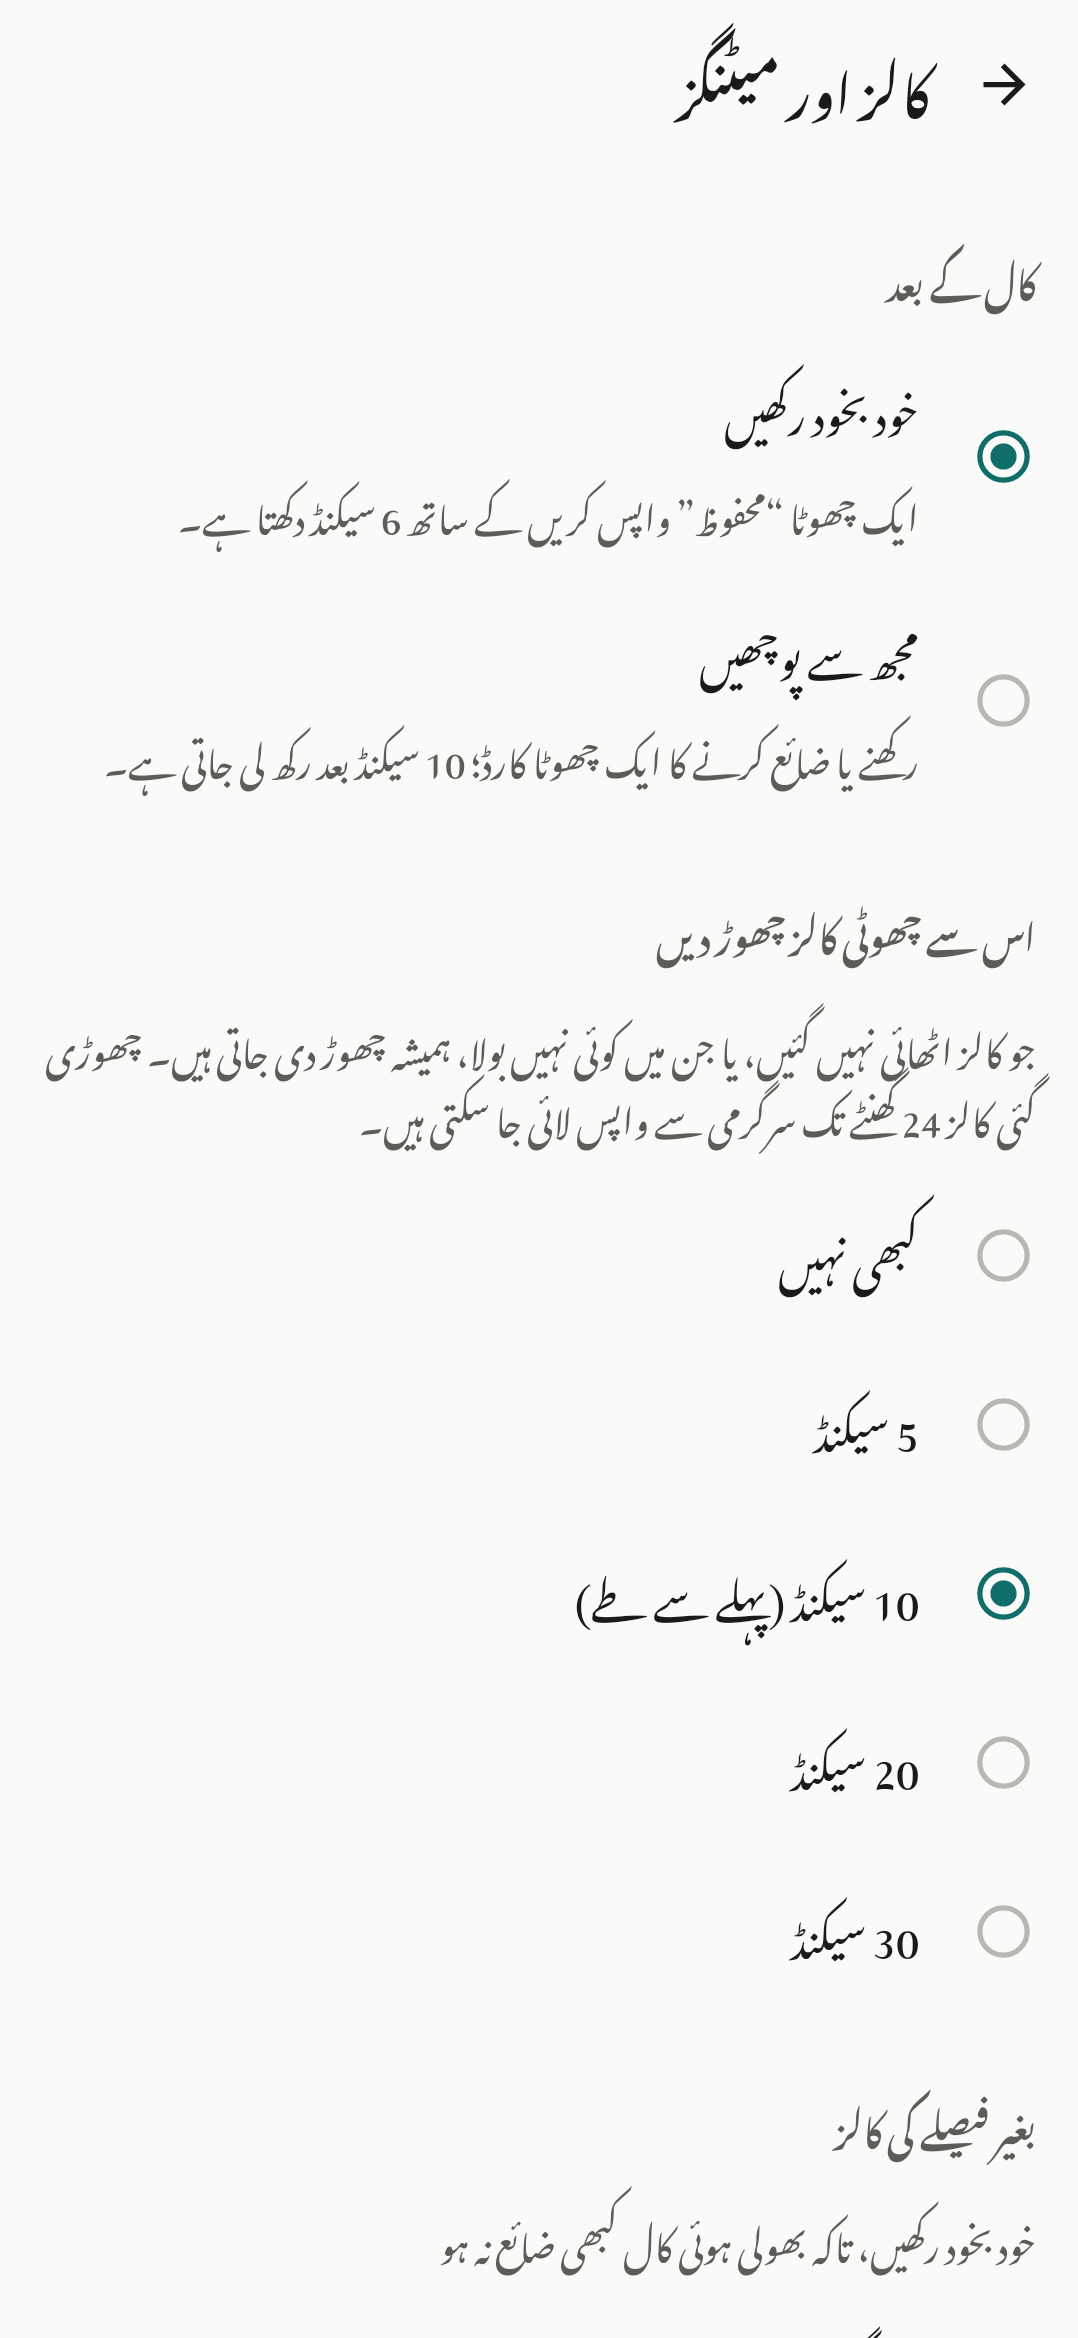 کالز اور میٹنگز
کال کے بعد
خود بخود رکھیں
ایک چھوٹا “محفوظ” واپس کریں کے ساتھ 6 سیکنڈ دکھتا ہے۔
مجھ سے پوچھیں
رکھنے یا ضائع کرنے کا ایک چھوٹا کارڈ؛ 10 سیکنڈ بعد رکھ لی جاتی ہے۔
اس سے چھوٹی کالز چھوڑ دیں
جو کالز اٹھائی نہیں گئیں، یا جن میں کوئی نہیں بولا، ہمیشہ چھوڑ دی جاتی ہیں۔ چھوڑی
گئی کالز 24 گھنٹے تک سرگرمی سے واپس لائی جا سکتی ہیں۔
کبھی نہیں
5 سیکنڈ
10 سیکنڈ (پہلے سے طے)
20 سیکنڈ
30 سیکنڈ
بغیر فیصلے کی کالز
خود بخود رکھیں، تاکہ بھولی ہوئی کال کبھی ضائع نہ ہو